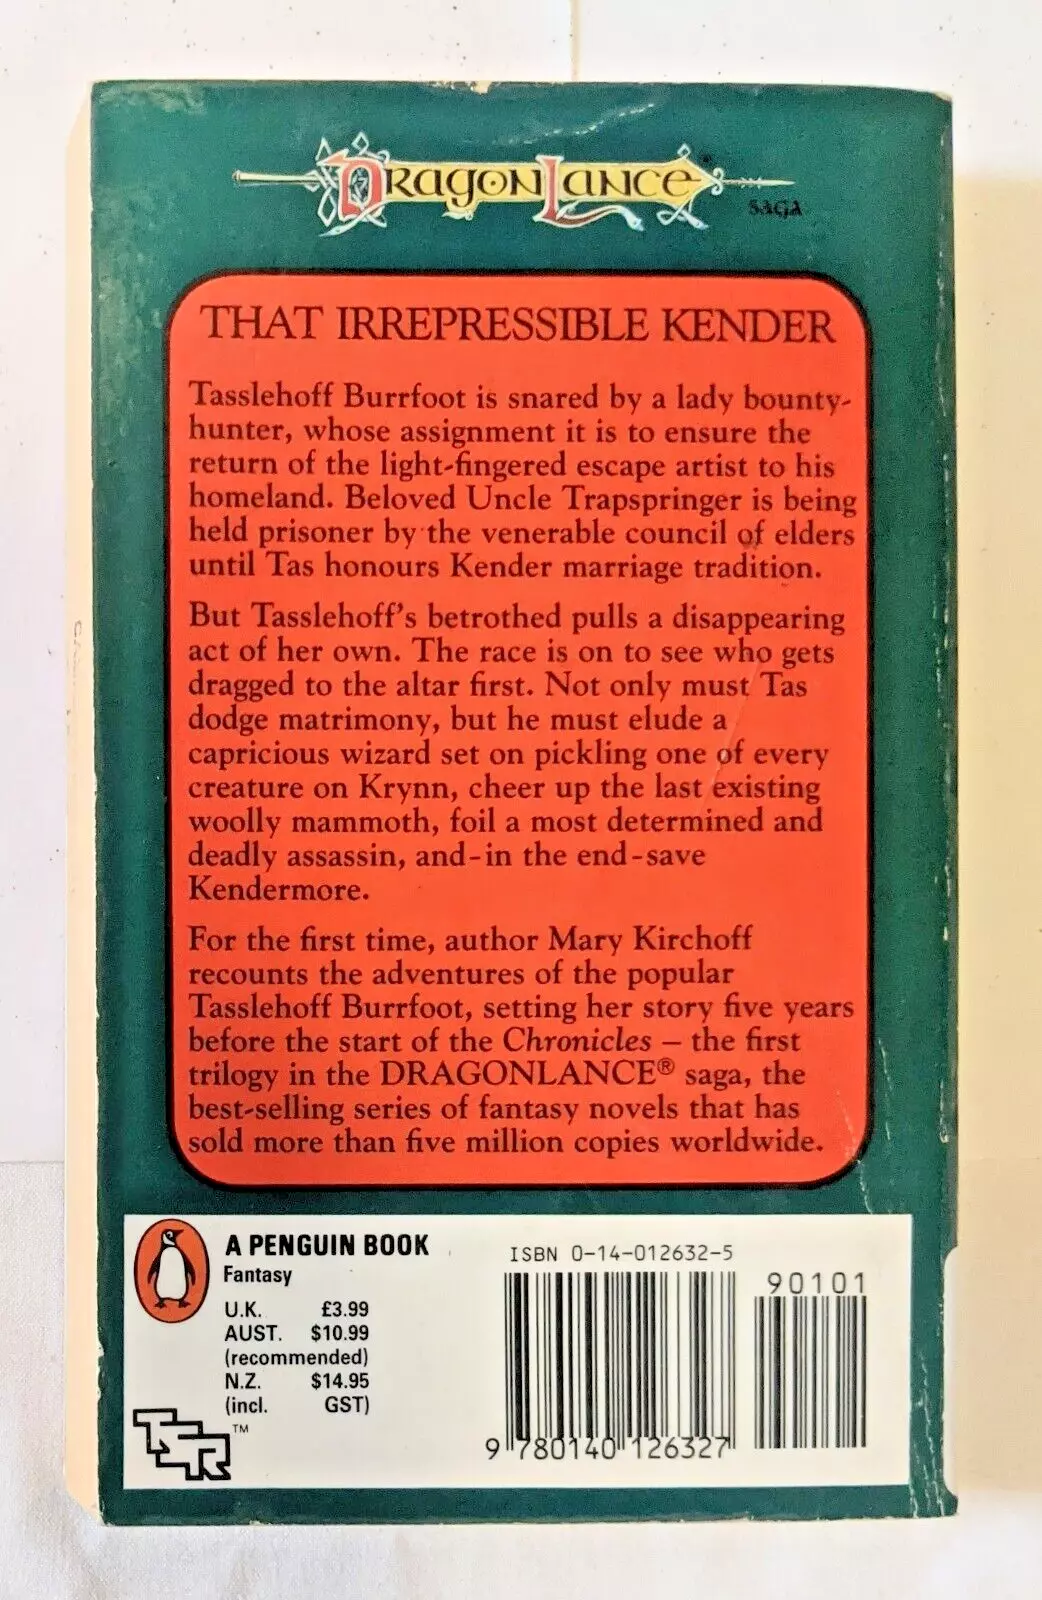 DRAGONLANCE®
SAGA
THAT IRREPRESSIBLE KENDER
Tasslehoff Burrfoot is snared by a lady bounty-
hunter, whose assignment it is to ensure the
return of the light-fingered escape artist to his
homeland. Beloved Uncle Trapspringer is being
held prisoner by the venerable council of elders
until Tas honours Kender marriage tradition.
But Tasslehoff's betrothed pulls a disappearing
act of her own. The race is on to see who gets
dragged to the altar first. Not only must Tas
dodge matrimony, but he must elude a
capricious wizard set on pickling one of every
creature on Krynn, cheer up the last existing
woolly mammoth, foil a most determined and
deadly assassin, and-in the end-save
Kendermore.
For the first time, author Mary Kirchoff
recounts the adventures of the popular
Tasslehoff Burrfoot, setting her story five years
before the start of the Chronicles – the first
trilogy in the DRAGONLANCE® saga, the
best-selling series of fantasy novels that has
sold more than five million copies worldwide.
A PENGUIN BOOK
Fantasy
U.K. £3.99
AUST. $10.99
(recommended)
N.Z. $14.95
(incl. GST)
TSR™
ISBN 0-14-012632-5
90101
9 780140 126327